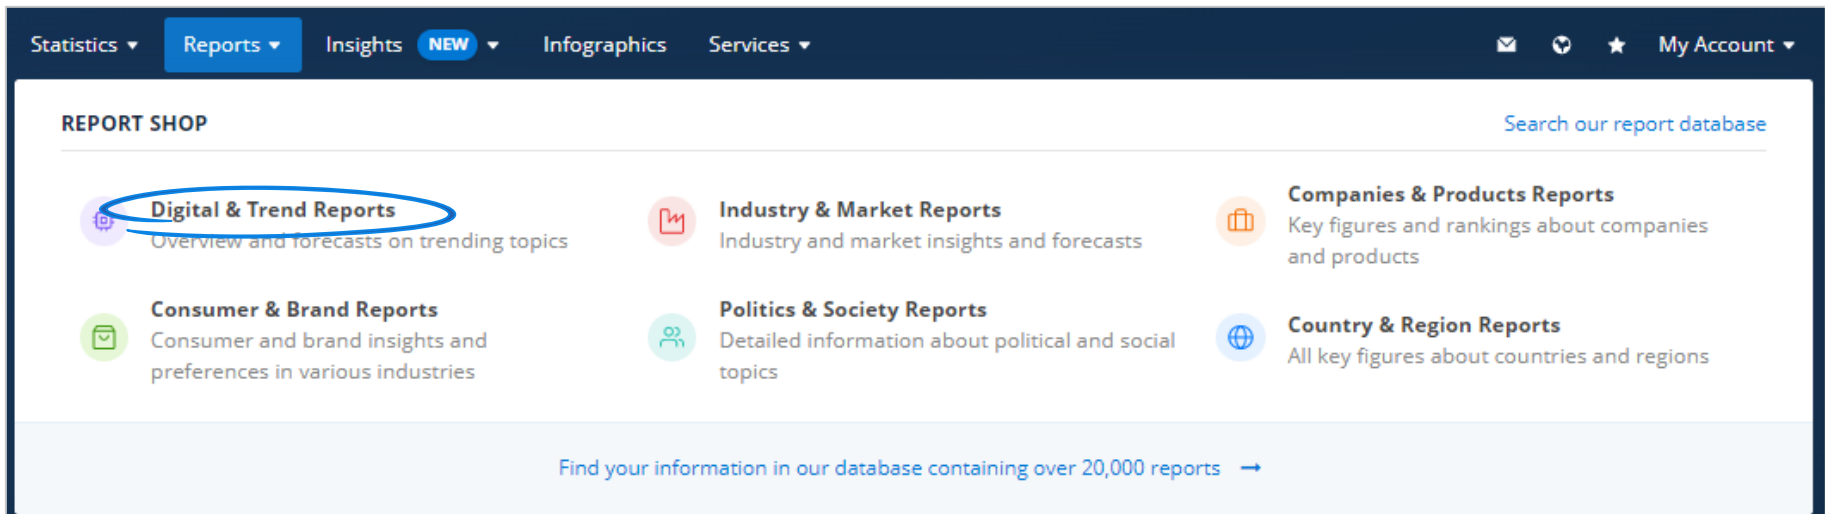 Statistics Reports Insights NEW Infographics Services My Account
REPORT SHOP Search our report database
Digital & Trend Reports
Overview and forecasts on trending topics
Industry & Market Reports
Industry and market insights and forecasts
Companies & Products Reports
Key figures and rankings about companies
and products
Consumer & Brand Reports
Consumer and brand insights and
preferences in various industries
Politics & Society Reports
Detailed information about political and social
topics
Country & Region Reports
All key figures about countries and regions
Find your information in our database containing over 20,000 reports →